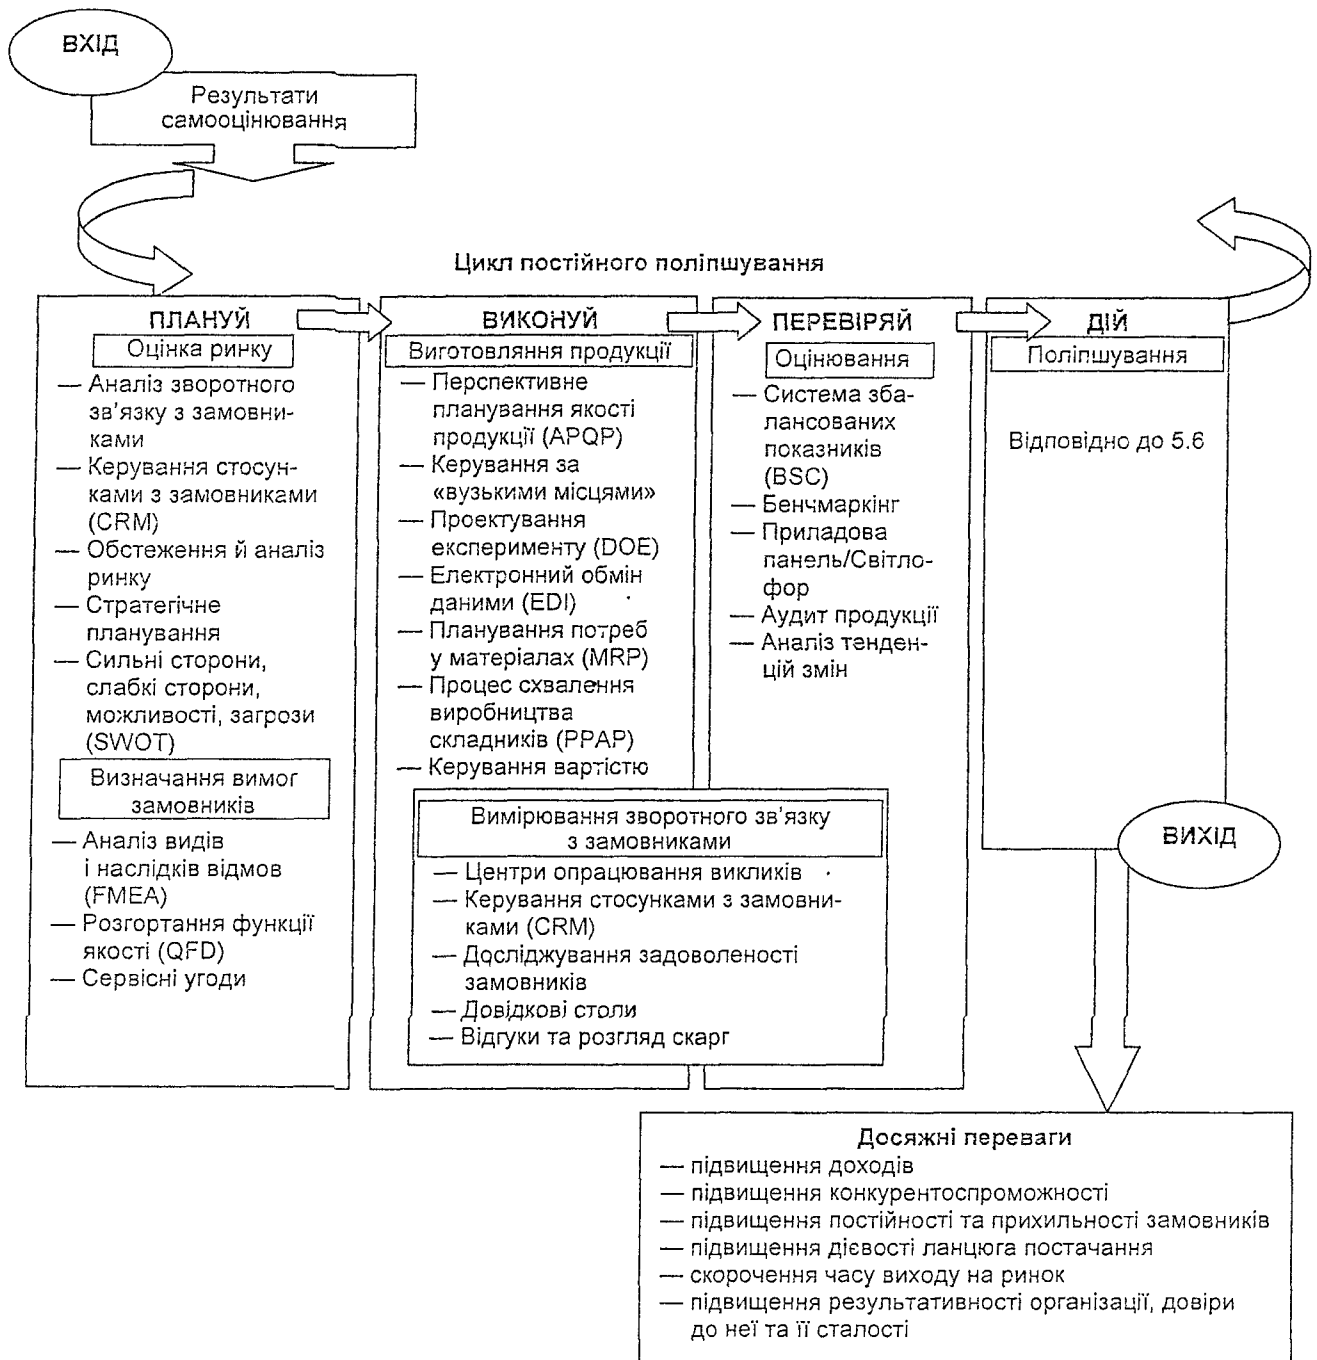 ВХІД
Результати
самооцінювання
Цикл постійного поліпшування
ПЛАНУЙ
Оцінка ринку
— Аналіз зворотного
зв’язку з замовни-
ками
— Керування стосун-
ками з замовниками
(CRM)
— Обстеження й аналіз
ринку
— Стратегічне
планування
— Сильні сторони,
слабкі сторони,
можливості, загрози
(SWOT)
Визначання вимог
замовників
— Аналіз видів
і наслідків відмов
(FMEA)
— Розгортання функції
якості (QFD)
— Сервісні угоди
ВИКОНУЙ
Виготовляння продукції
— Перспективне
планування якості
продукції (APQP)
— Керування за
«вузькими місцями»
— Проектування
експерименту (DOE)
— Електронний обмін
даними (EDI)
— Планування потреб
у матеріалах (MRP)
— Процес схвалення
виробництва
складників (PPAP)
— Керування вартістю
Вимірювання зворотного зв’язку
з замовниками
— Центри опрацювання викликів
— Керування стосунками з замовни-
ками (CRM)
— Досліджування задоволеності
замовників
— Довідкові столи
— Відгуки та розгляд скарг
ПЕРЕВІРЯЙ
Оцінювання
— Система зба-
лансованих
показників
(BSC)
— Бенчмаркінг
— Приладова
панель/Світло-
фор
— Аудит продукції
— Аналіз тенден-
цій змін
ДІЙ
Поліпшування
Відповідно до 5.6
ВИХІД
Досяжні переваги
— підвищення доходів
— підвищення конкурентоспроможності
— підвищення постійності та прихильності замовників
— підвищення дієвості ланцюга постачання
— скорочення часу виходу на ринок
— підвищення результативності організації, довіри
до неї та її сталості